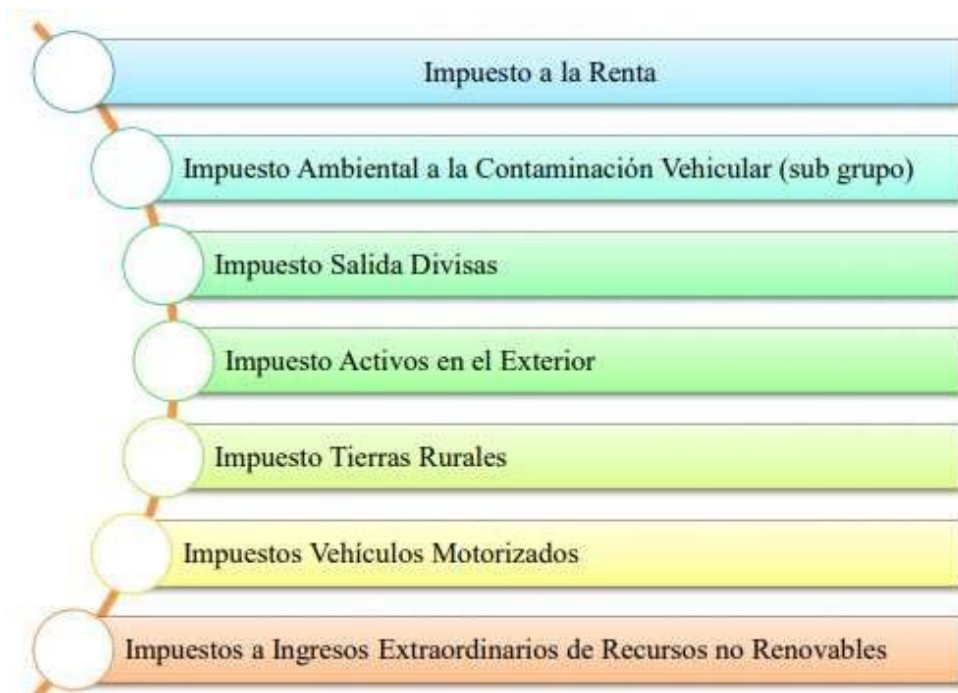 Impuesto a la Renta
Impuesto Ambiental a la Contaminación Vehicular (sub grupo)
Impuesto Salida Divisas
Impuesto Activos en el Exterior
Impuesto Tierras Rurales
Impuestos Vehículos Motorizados
Impuestos a Ingresos Extraordinarios de Recursos no Renovables